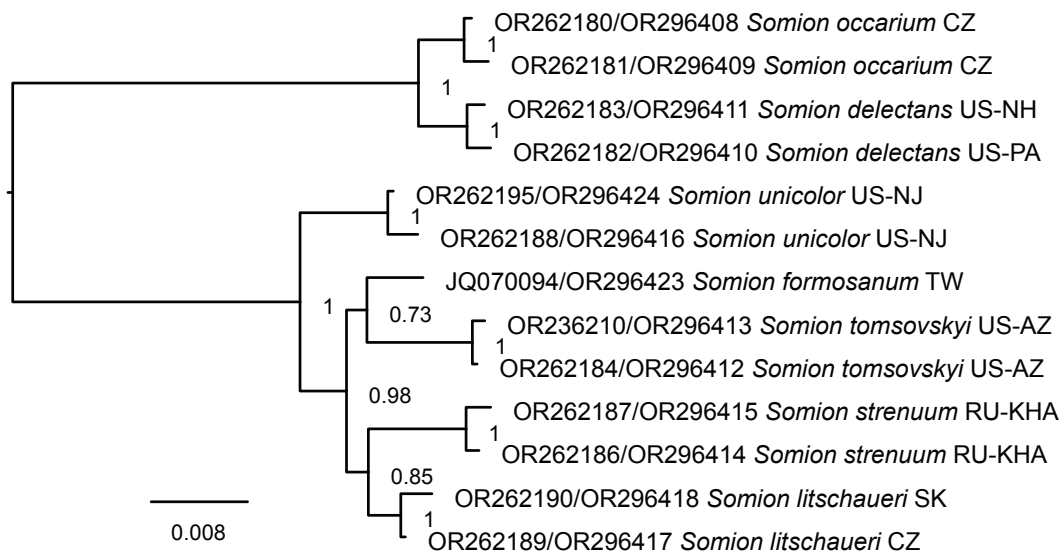 OR262180/OR296408 Somion occarium CZ
1
OR262181/OR296409 Somion occarium CZ
1
OR262183/OR296411 Somion delectans US-NH
1
OR262182/OR296410 Somion delectans US-PA
OR262195/OR296424 Somion unicolor US-NJ
1
OR262188/OR296416 Somion unicolor US-NJ
JQ070094/OR296423 Somion formosanum TW
1
0.73
OR236210/OR296413 Somion tomsovskyi US-AZ
1
OR262184/OR296412 Somion tomsovskyi US-AZ
0.98
OR262187/OR296415 Somion strenuum RU-KHA
1
OR262186/OR296414 Somion strenuum RU-KHA
0.85
OR262190/OR296418 Somion litschaueri SK
1
0.008
OR262189/OR296417 Somion litschaueri CZ